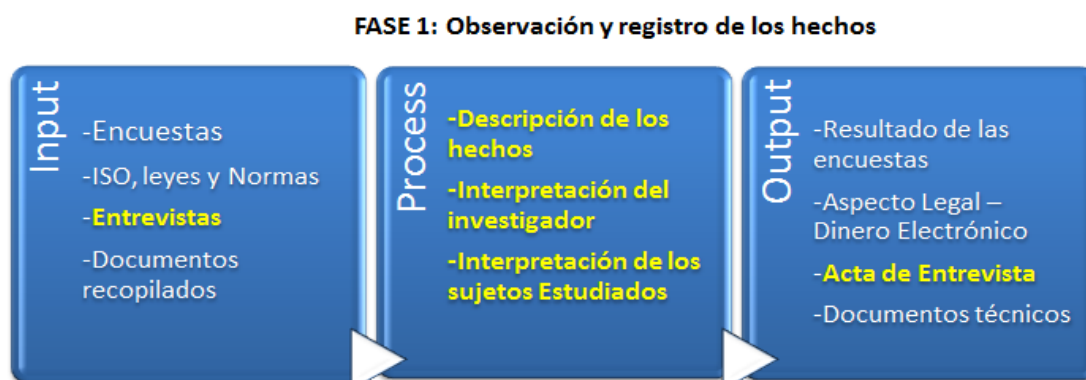 FASE 1: Observación y registro de los hechos
Input
-Encuestas
-ISO, leyes y Normas
-Entrevistas
-Documentos
recopilados
Process
-Descripción de los
hechos
-Interpretación del
investigador
-Interpretación de los
sujetos Estudiados
Output
-Resultado de las
encuestas
-Aspecto Legal –
Dinero Electrónico
-Acta de Entrevista
-Documentos técnicos